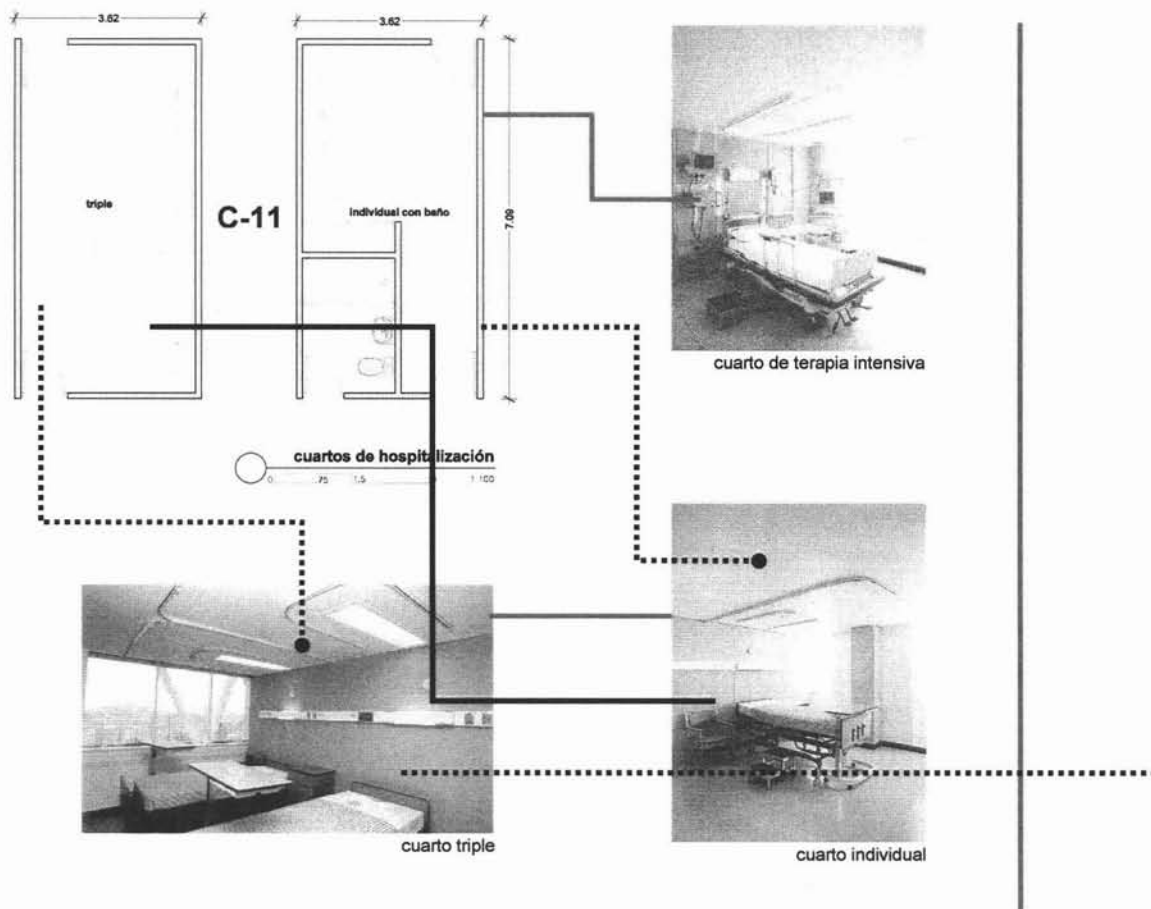 3.62
3.62
triple
C-11
individual con baño
7.09
cuarto de terapia intensiva
cuartos de hospitalización
0 .75 1.5 1:100
cuarto triple
cuarto individual